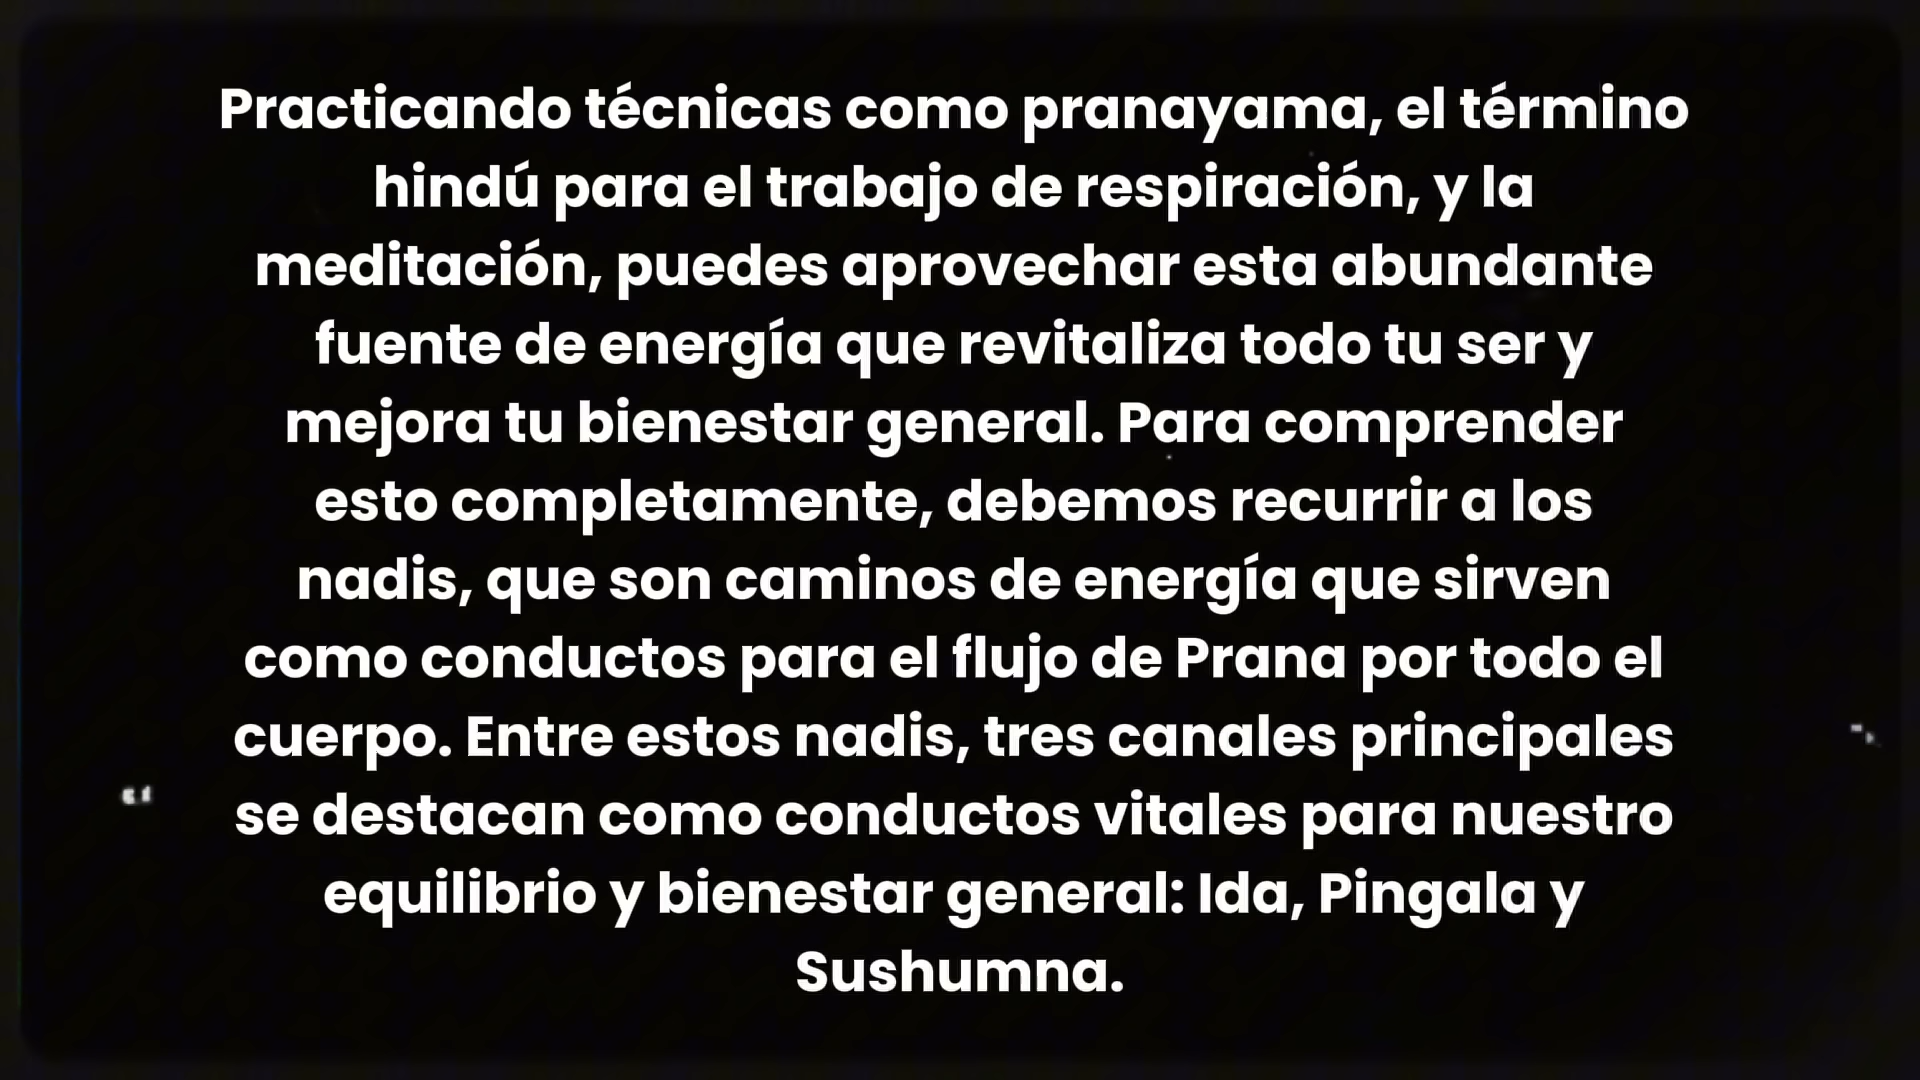 Practicando técnicas como pranayama, el término
hindú para el trabajo de respiración, y la
meditación, puedes aprovechar esta abundante
fuente de energía que revitaliza todo tu ser y
mejora tu bienestar general. Para comprender
esto completamente, debemos recurrir a los
nadis, que son caminos de energía que sirven
como conductos para el flujo de Prana por todo el
cuerpo. Entre estos nadis, tres canales principales
se destacan como conductos vitales para nuestro
equilibrio y bienestar general: Ida, Pingala y
Sushumna.